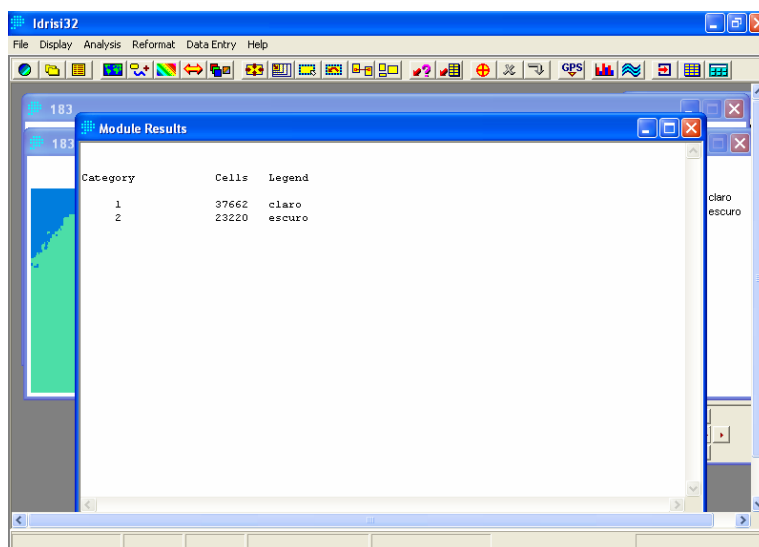 Idrisi32
File Display Analysis Reformat Data Entry Help
GPS
183
183
Module Results
Category Cells Legend
1 37662 claro
2 23220 escuro
claro
escuro